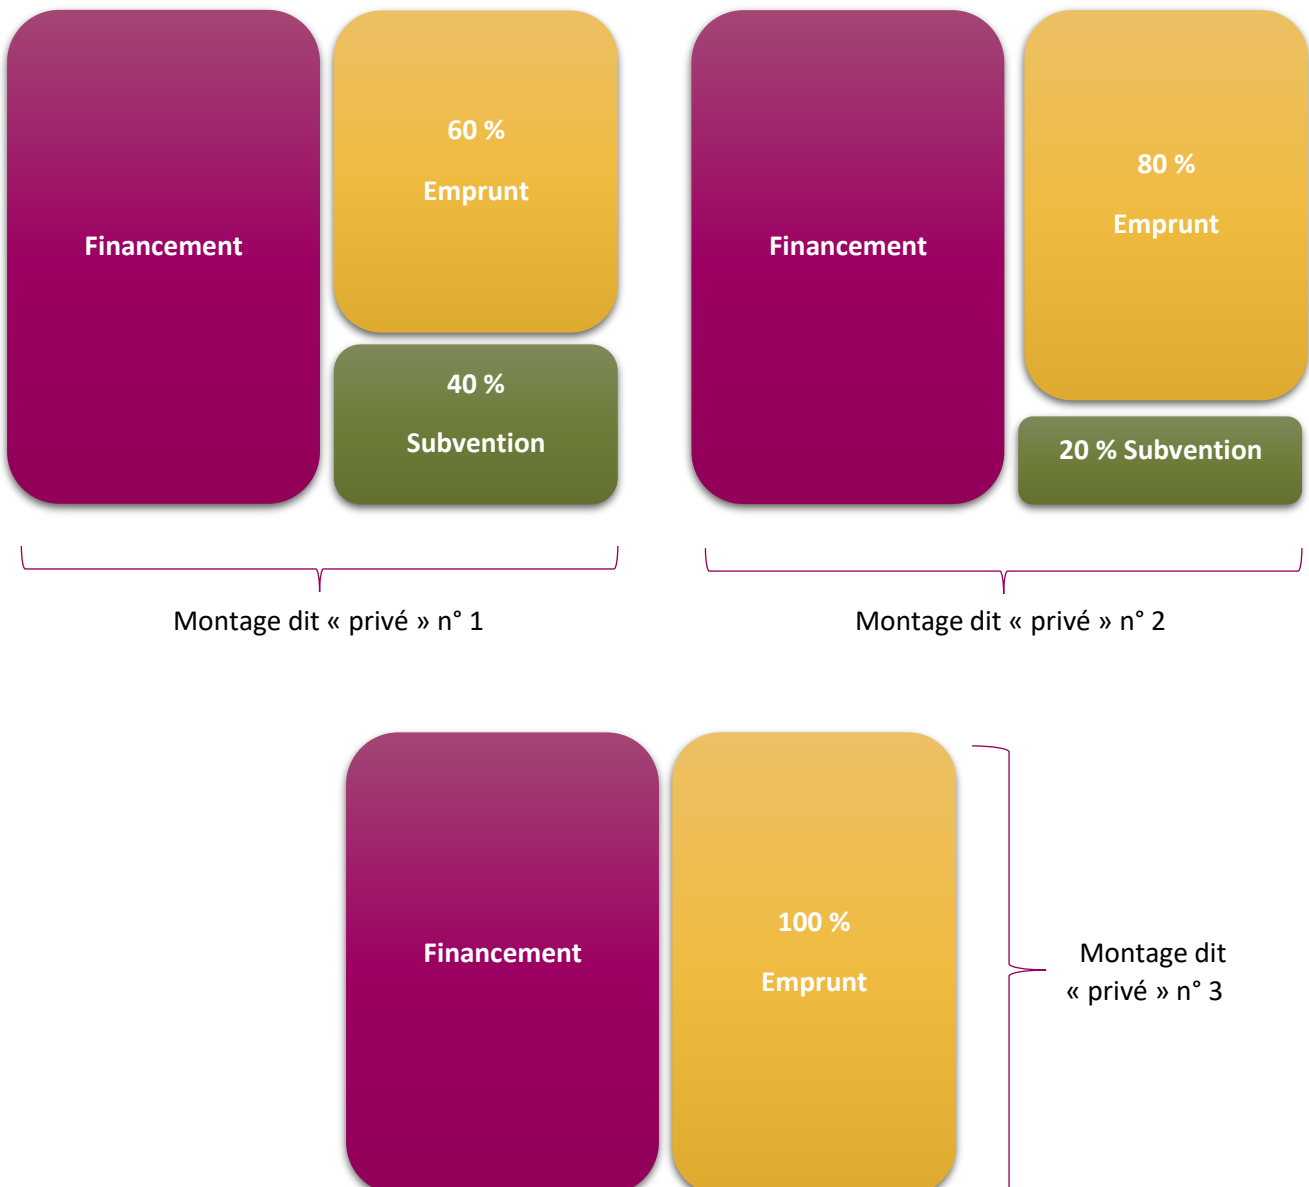 Financement
60 %
Emprunt
40 %
Subvention
Montage dit « privé » n° 1
Financement
80 %
Emprunt
20 % Subvention
Montage dit « privé » n° 2
Financement
100 %
Emprunt
Montage dit
« privé » n° 3